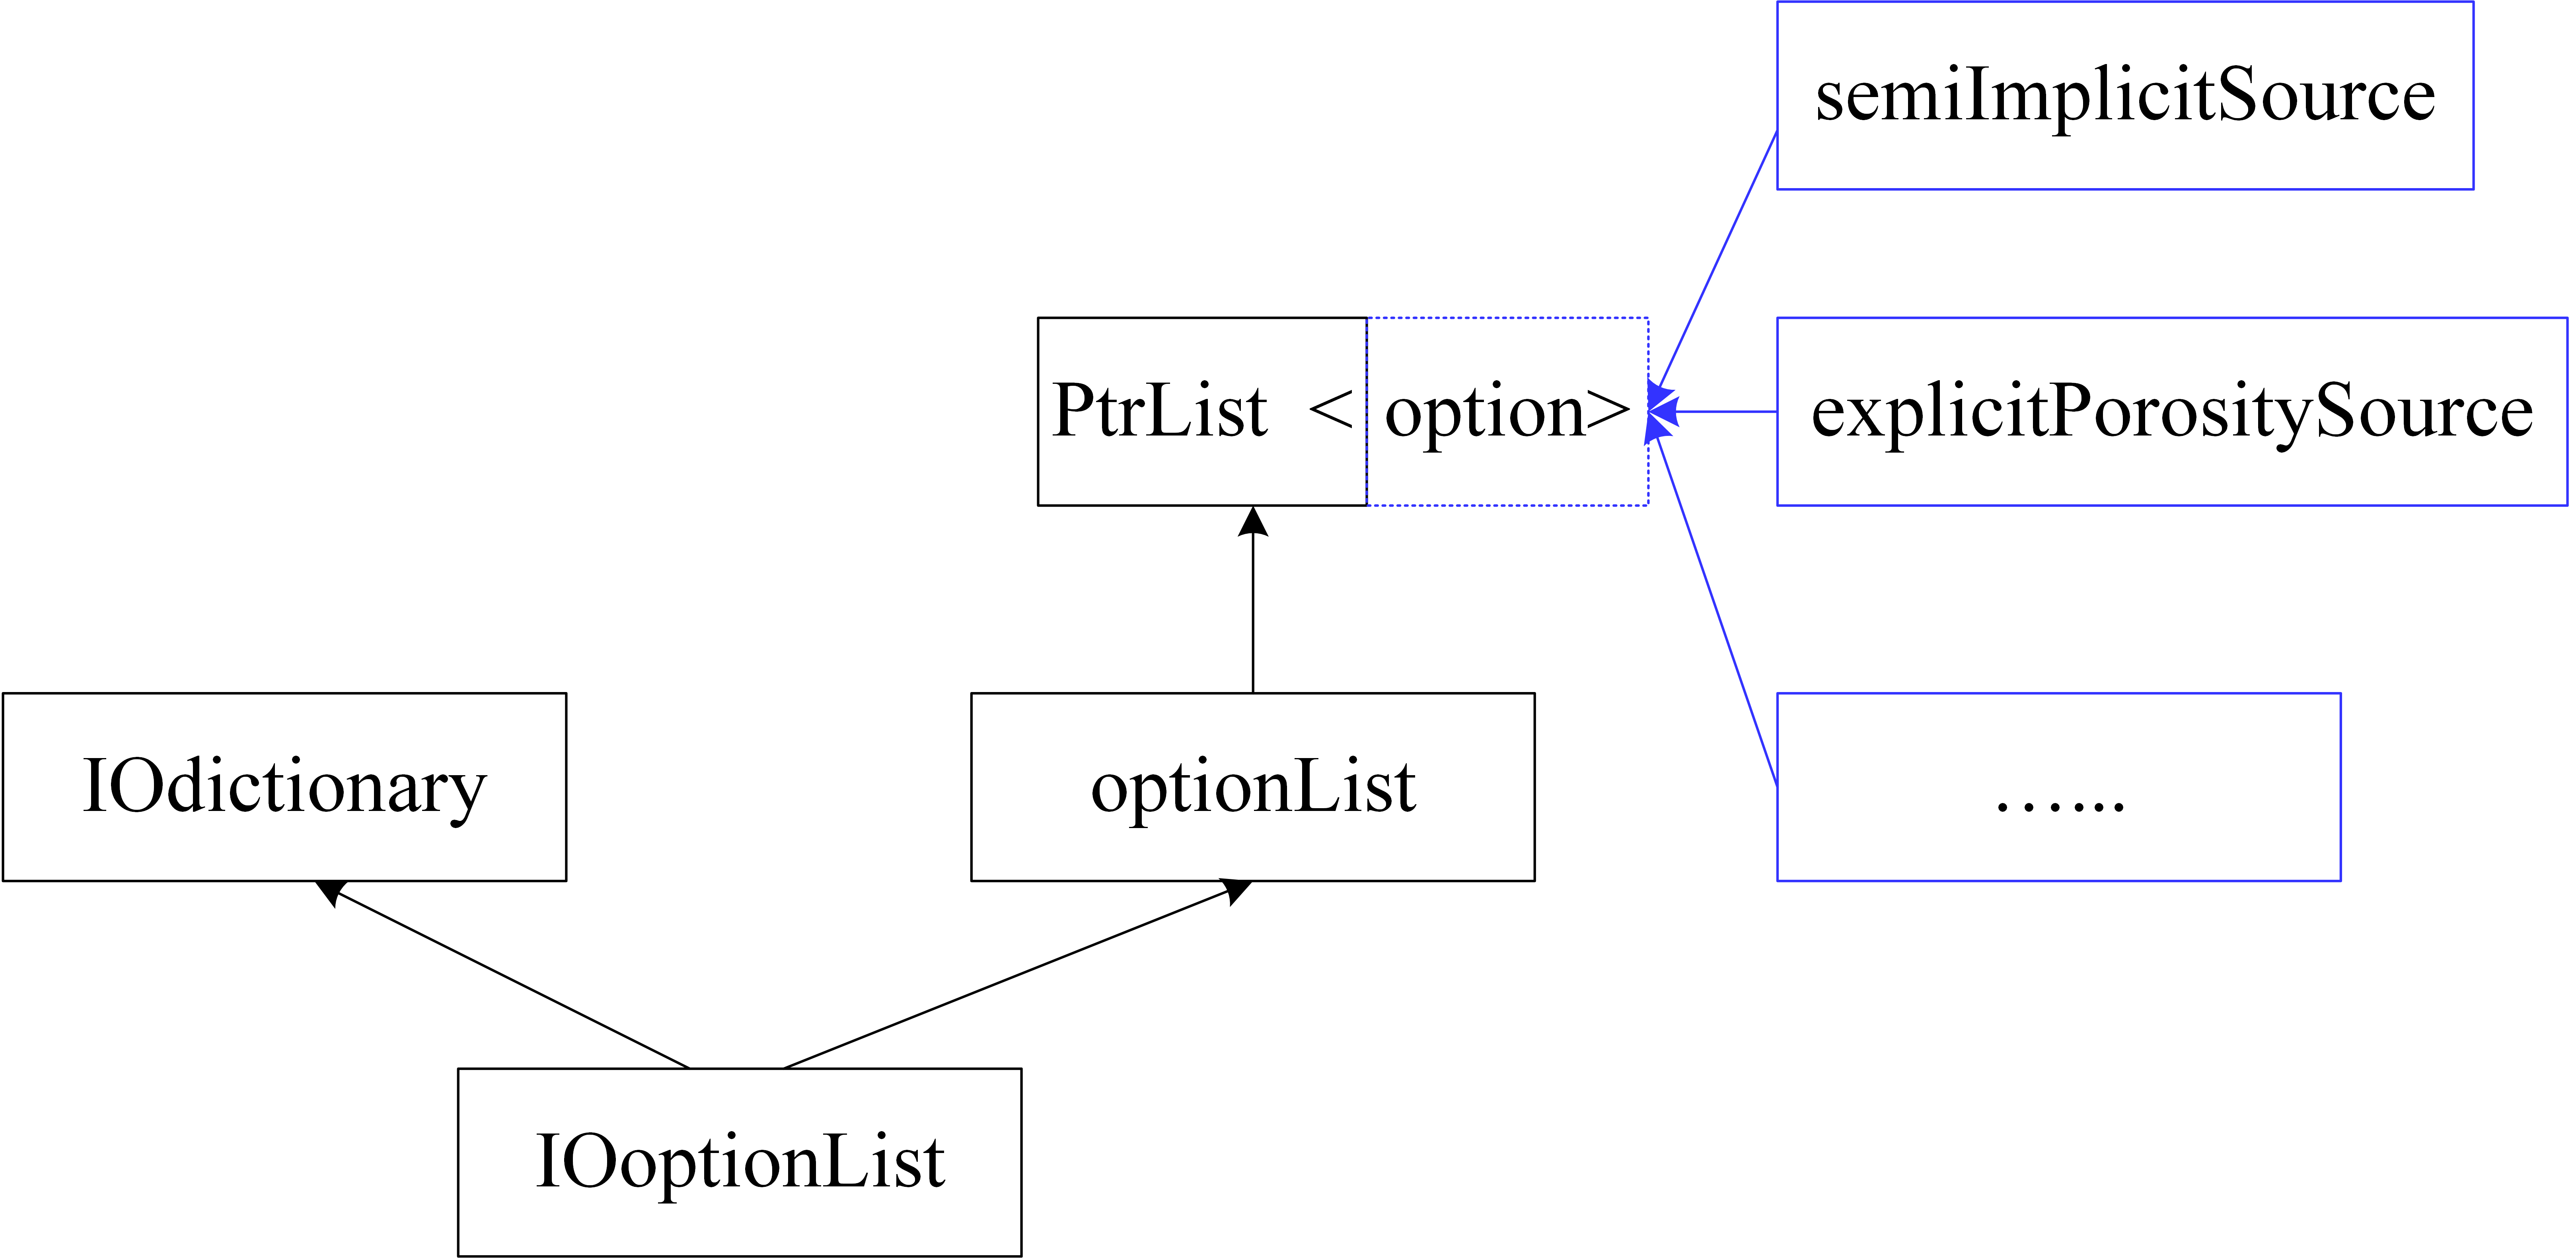 semiImplicitSource
PtrList < option>
explicitPorositySource
IOdictionary
optionList
…...
IOoptionList